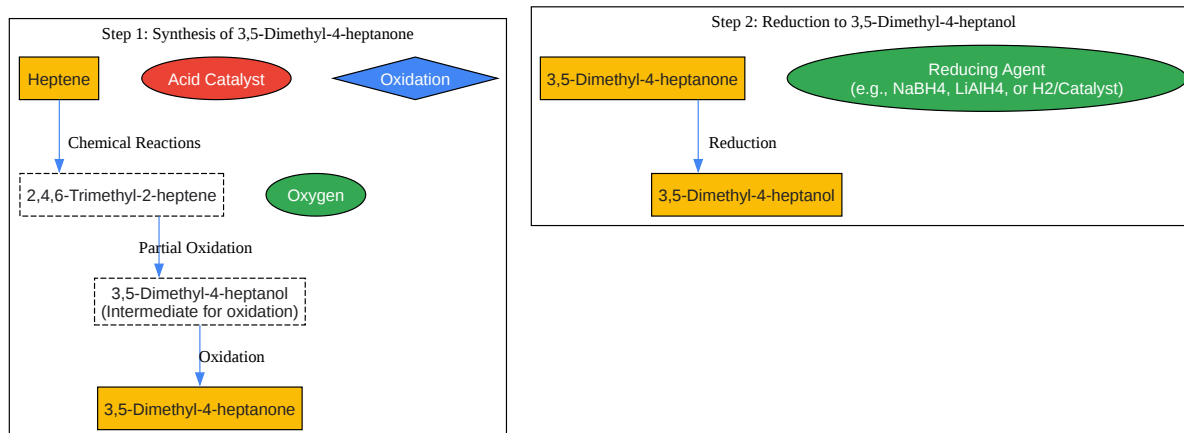 Step 1: Synthesis of 3,5-Dimethyl-4-heptanone
Heptene
Acid Catalyst
Oxidation
Chemical Reactions
2,4,6-Trimethyl-2-heptene
Oxygen
Partial Oxidation
3,5-Dimethyl-4-heptanol
(Intermediate for oxidation)
Oxidation
3,5-Dimethyl-4-heptanone
Step 2: Reduction to 3,5-Dimethyl-4-heptanol
3,5-Dimethyl-4-heptanone
Reducing Agent
(e.g., NaBH4, LiAlH4, or H2/Catalyst)
Reduction
3,5-Dimethyl-4-heptanol